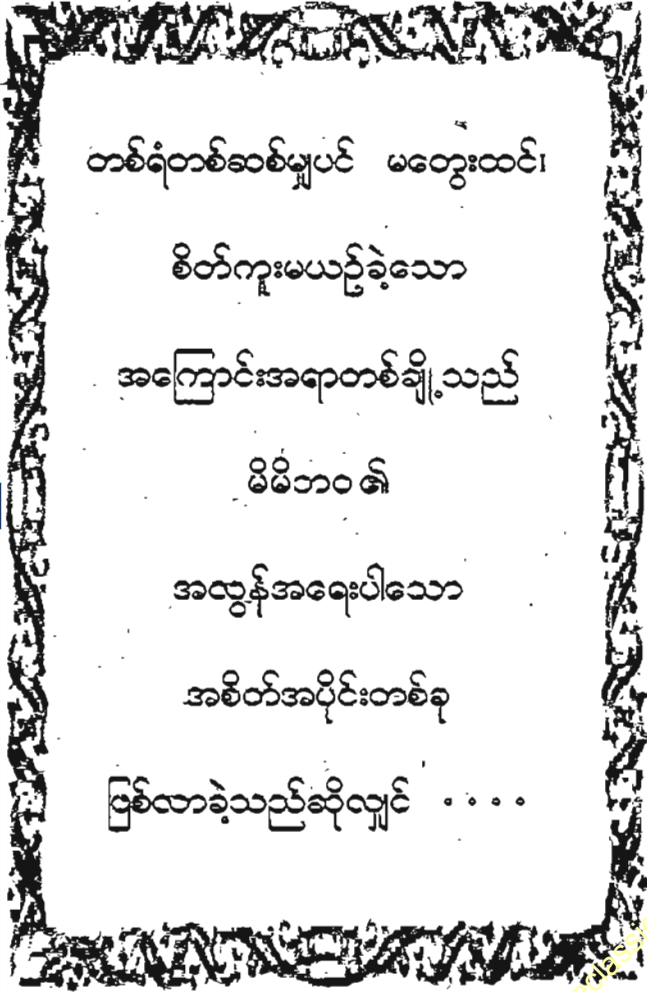 တစ်ရံတစ်ဆစ်မျှပင် မတွေးထင်၊
စိတ်ကူးမယဉ်ခဲ့သော
အကြောင်းအရာတစ်ချို့သည်
မိမိဘဝ၏
အလွန်အရေးပါသော
အစိတ်အပိုင်းတစ်ခု
ဖြစ်လာခဲ့သည်ဆိုလျှင် ....